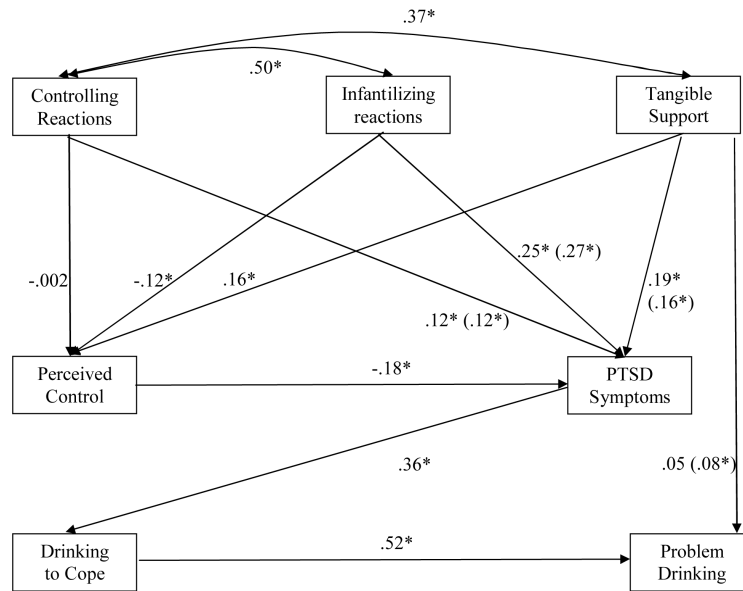 .37*
.50*
Controlling
Reactions
Infantilizing
reactions
Tangible
Support
-.002
-.12*
.16*
.12* (.12*)
.25* (.27*)
.19*
(.16*)
Perceived
Control
-.18*
PTSD
Symptoms
.36*
.05 (.08*)
Drinking
to Cope
.52*
Problem
Drinking